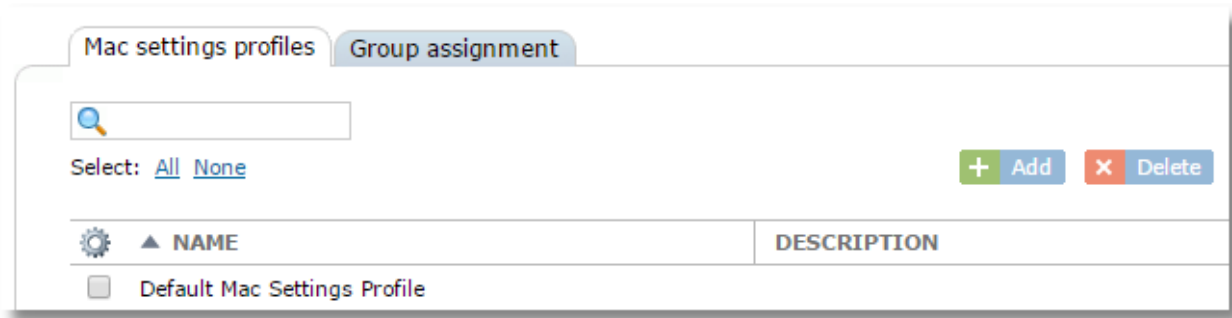 Mac settings profiles Group assignment
Select: All None
Add Delete
NAME DESCRIPTION
Default Mac Settings Profile